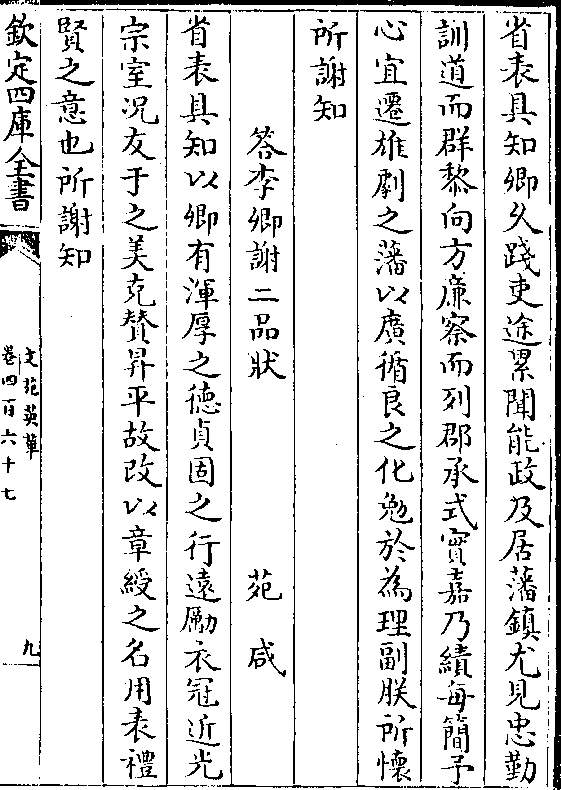 省表具知卿久踐吏途累聞能政及居藩鎮尤見忠勤
訓道而群黎向方廉察而列郡承式實嘉乃績每簡予
心宜遷雄劇之藩以廣循良之化勉於為理副朕所懷
所謝知
答李卿謝二品狀　苑咸
省表具知以卿有渾厚之德貞固之行遠勵衣冠近光
宗室況友于之美克贊昇平故改以章綬之名用表禮
賢之意也所謝知
欽定四庫全書
文苑英華
卷四百六十七
九